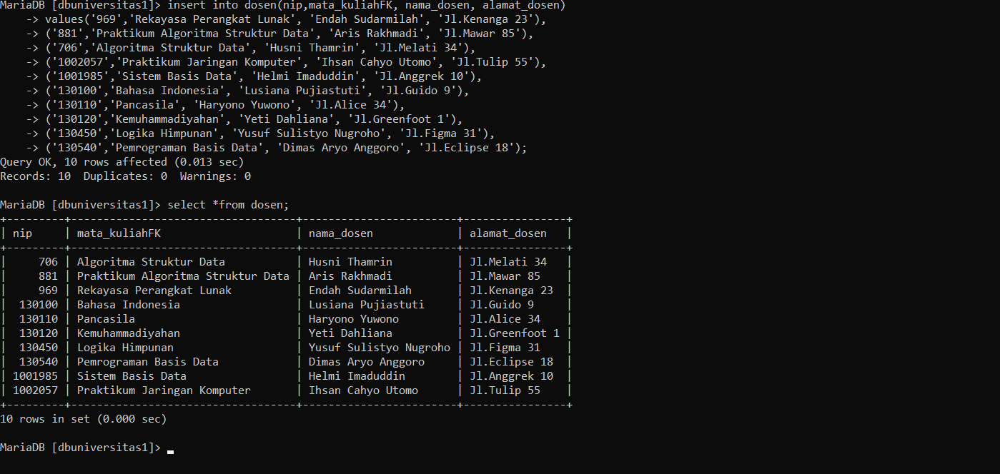 MariaDB [dbuniversitas1]> insert into dosen(nip,mata_kuliahFK, nama_dosen, alamat_dosen)
    -> values('969','Rekayasa Perangkat Lunak', 'Endah Sudarmilah', 'Jl.Kenanga 23'),
    -> ('881','Praktikum Algoritma Struktur Data', 'Aris Rakhmadi', 'Jl.Mawar 85'),
    -> ('706','Algoritma Struktur Data', 'Husni Thamrin', 'Jl.Melati 34'),
    -> ('1002057','Praktikum Jaringan Komputer', 'Ihsan Cahyo Utomo', 'Jl.Tulip 55'),
    -> ('1001985','Sistem Basis Data', 'Helmi Imaduddin', 'Jl.Anggrek 10'),
    -> ('130100','Bahasa Indonesia', 'Lusiana Pujiastuti', 'Jl.Guido 9'),
    -> ('130110','Pancasila', 'Haryono Yuwono', 'Jl.Alice 34'),
    -> ('130120','Kemuhammadiyahan', 'Yeti Dahliana', 'Jl.Greenfoot 1'),
    -> ('130450','Logika Himpunan', 'Yusuf Sulistyo Nugroho', 'Jl.Figma 31'),
    -> ('130540','Pemrograman Basis Data', 'Dimas Aryo Anggoro', 'Jl.Eclipse 18');
Query OK, 10 rows affected (0.013 sec)
Records: 10  Duplicates: 0  Warnings: 0

MariaDB [dbuniversitas1]> select *from dosen;
+---------+-----------------------------------+------------------------+----------------+
| nip     | mata_kuliahFK                     | nama_dosen             | alamat_dosen   |
+---------+-----------------------------------+------------------------+----------------+
|     706 | Algoritma Struktur Data           | Husni Thamrin          | Jl.Melati 34   |
|     881 | Praktikum Algoritma Struktur Data | Aris Rakhmadi          | Jl.Mawar 85    |
|     969 | Rekayasa Perangkat Lunak          | Endah Sudarmilah       | Jl.Kenanga 23  |
|  130100 | Bahasa Indonesia                  | Lusiana Pujiastuti     | Jl.Guido 9     |
|  130110 | Pancasila                         | Haryono Yuwono         | Jl.Alice 34    |
|  130120 | Kemuhammadiyahan                  | Yeti Dahliana          | Jl.Greenfoot 1 |
|  130450 | Logika Himpunan                   | Yusuf Sulistyo Nugroho | Jl.Figma 31    |
|  130540 | Pemrograman Basis Data            | Dimas Aryo Anggoro     | Jl.Eclipse 18  |
| 1001985 | Sistem Basis Data                 | Helmi Imaduddin        | Jl.Anggrek 10  |
| 1002057 | Praktikum Jaringan Komputer       | Ihsan Cahyo Utomo      | Jl.Tulip 55    |
+---------+-----------------------------------+------------------------+----------------+
10 rows in set (0.000 sec)

MariaDB [dbuniversitas1]>